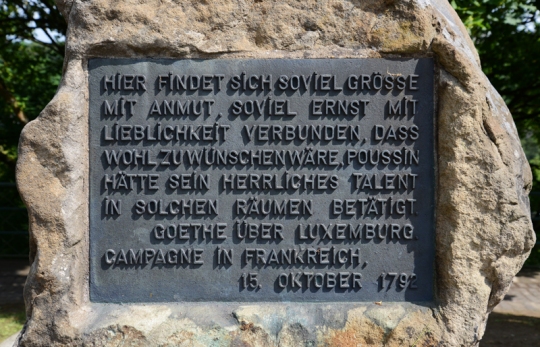 HIER FINDET SICH SOVIEL GRÖSSE
MIT ANMUT, SOVIEL ERNST MIT
LIEBLICHKEIT VERBUNDEN, DASS
WOHL ZU WÜNSCHEN WÄRE, POUSSIN
HÄTTE SEIN HERRLICHES TALENT
IN SOLCHEN RÄUMEN BETÄTIGT.
GOETHE ÜBER LUXEMBURG.
CAMPAGNE IN FRANKREICH,
15. OKTOBER 1792